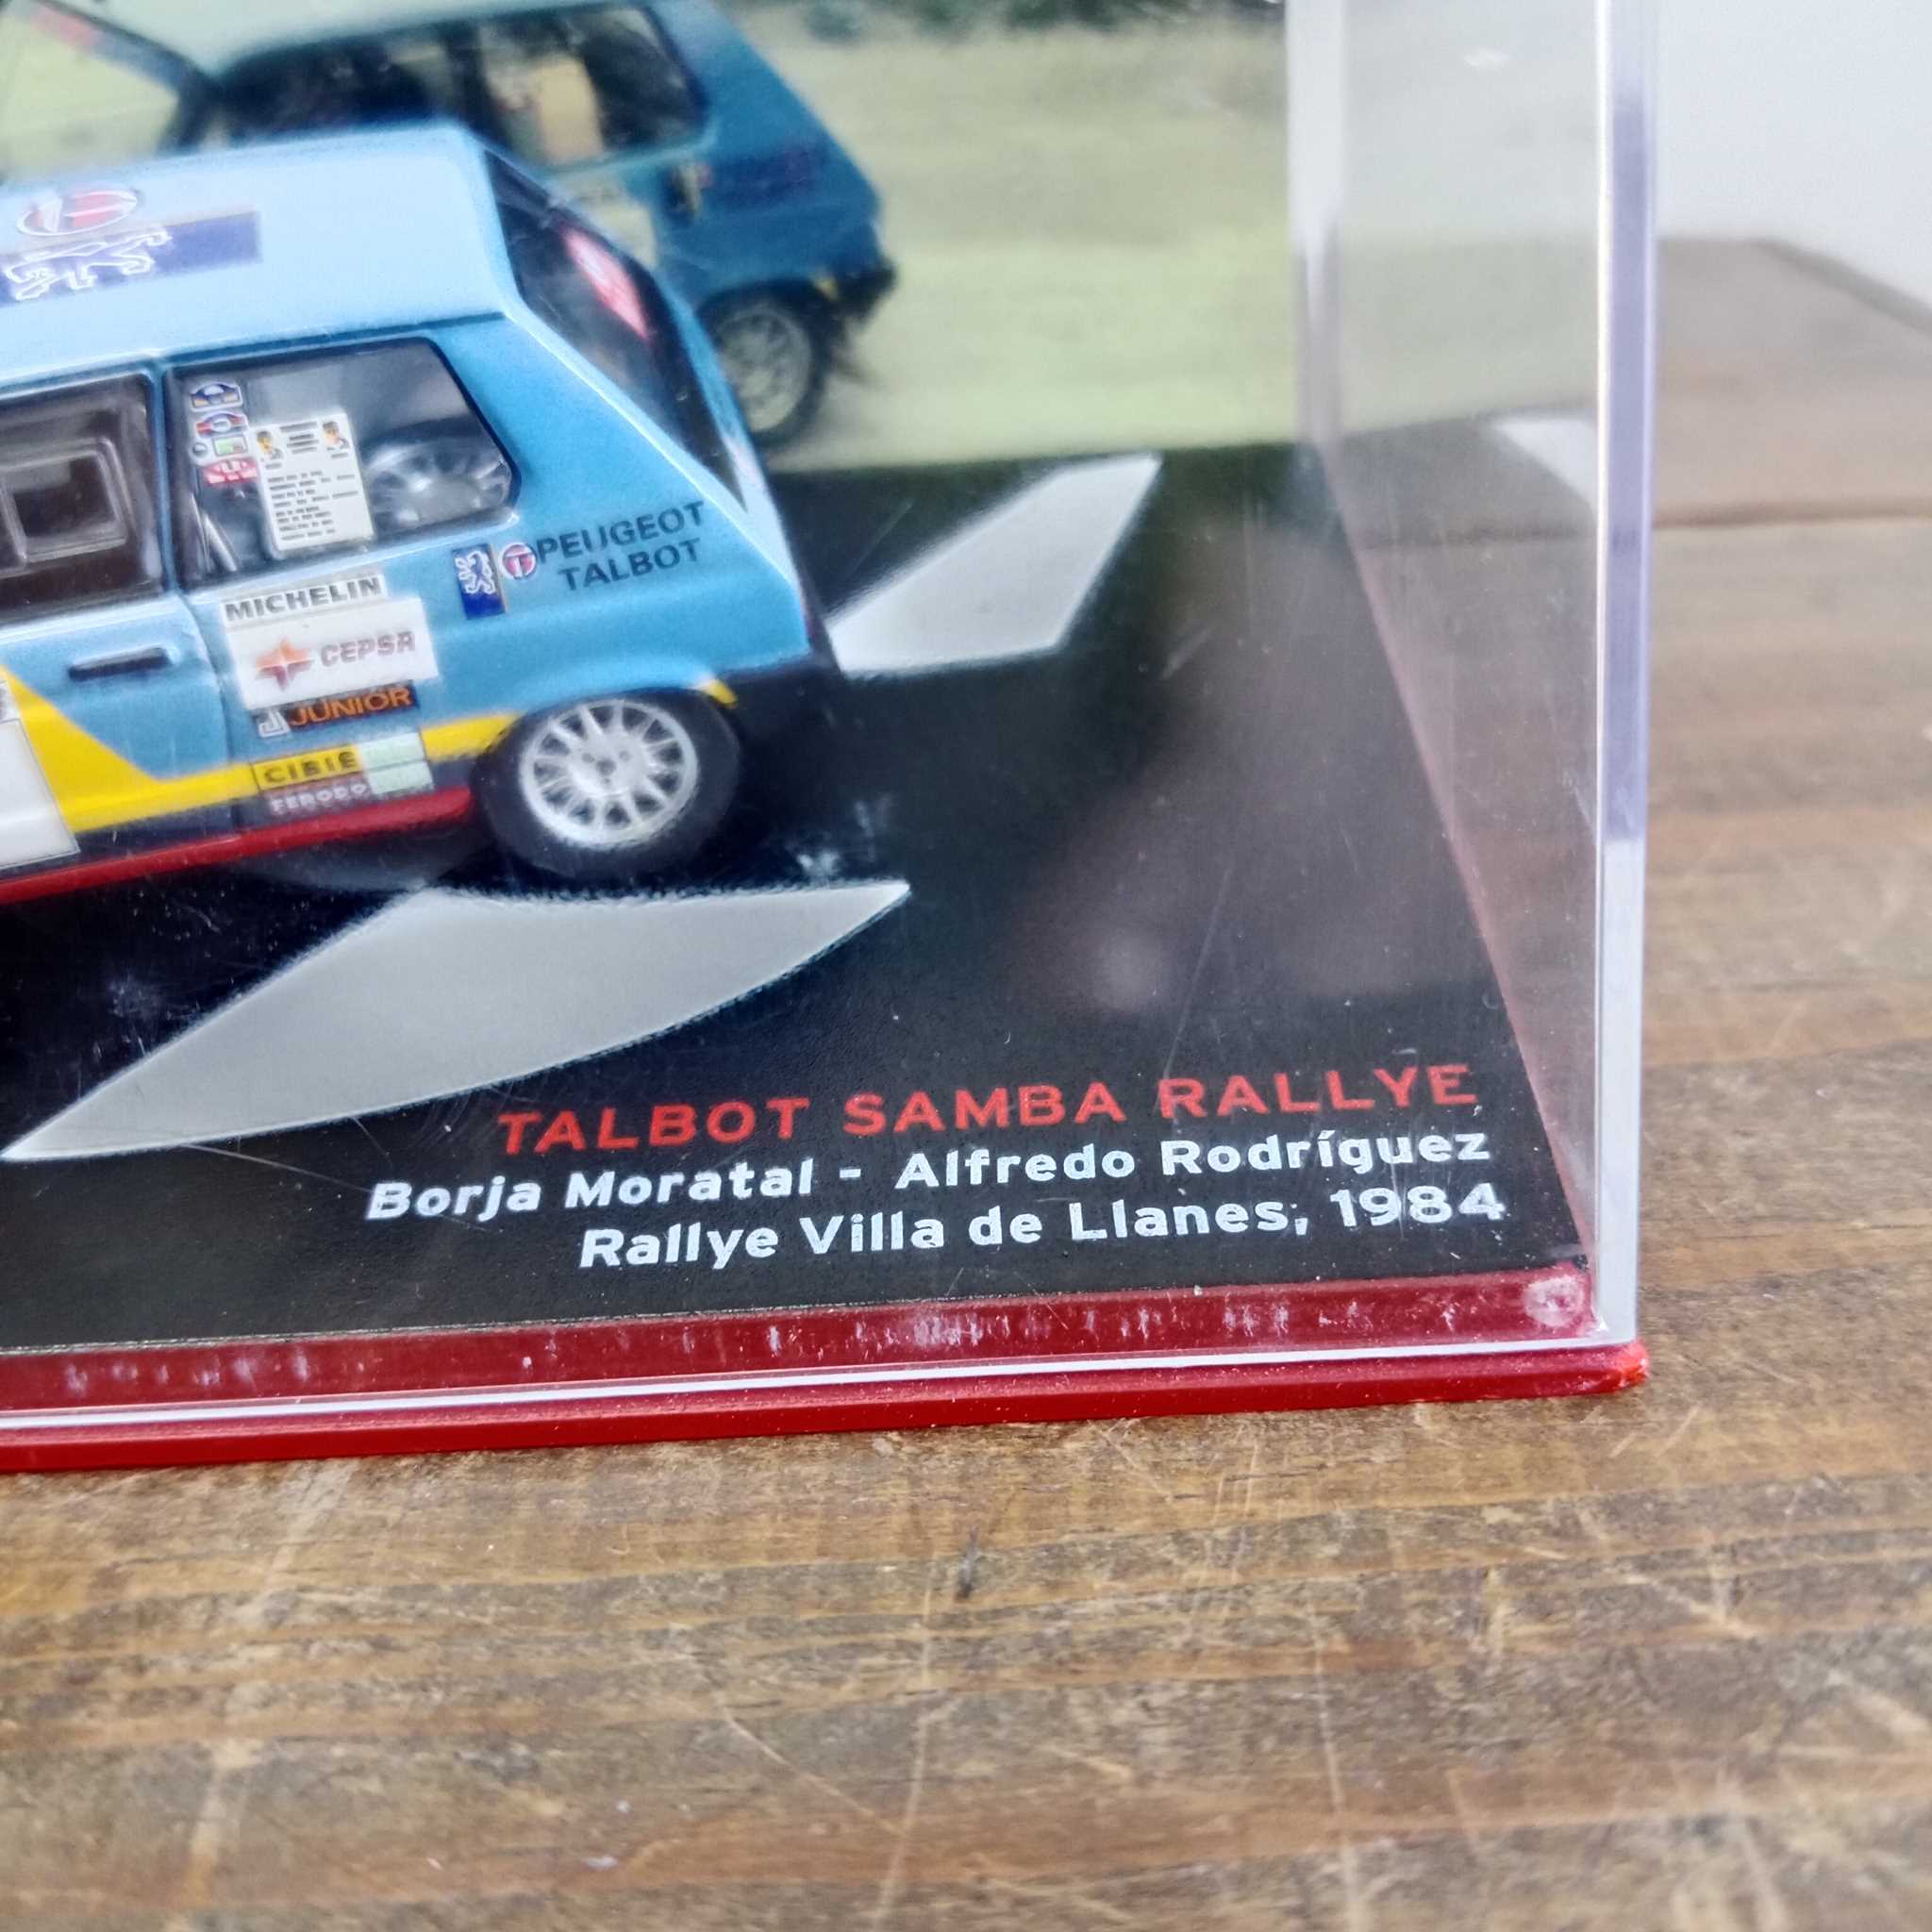 PEUGEOT
TALBOT
MICHELIN
CEPSA
JUNIOR
CIBIE
FERODO
TALBOT SAMBA RALLYE
Borja Moratal - Alfredo Rodríguez
Rallye Villa de Llanes, 1984